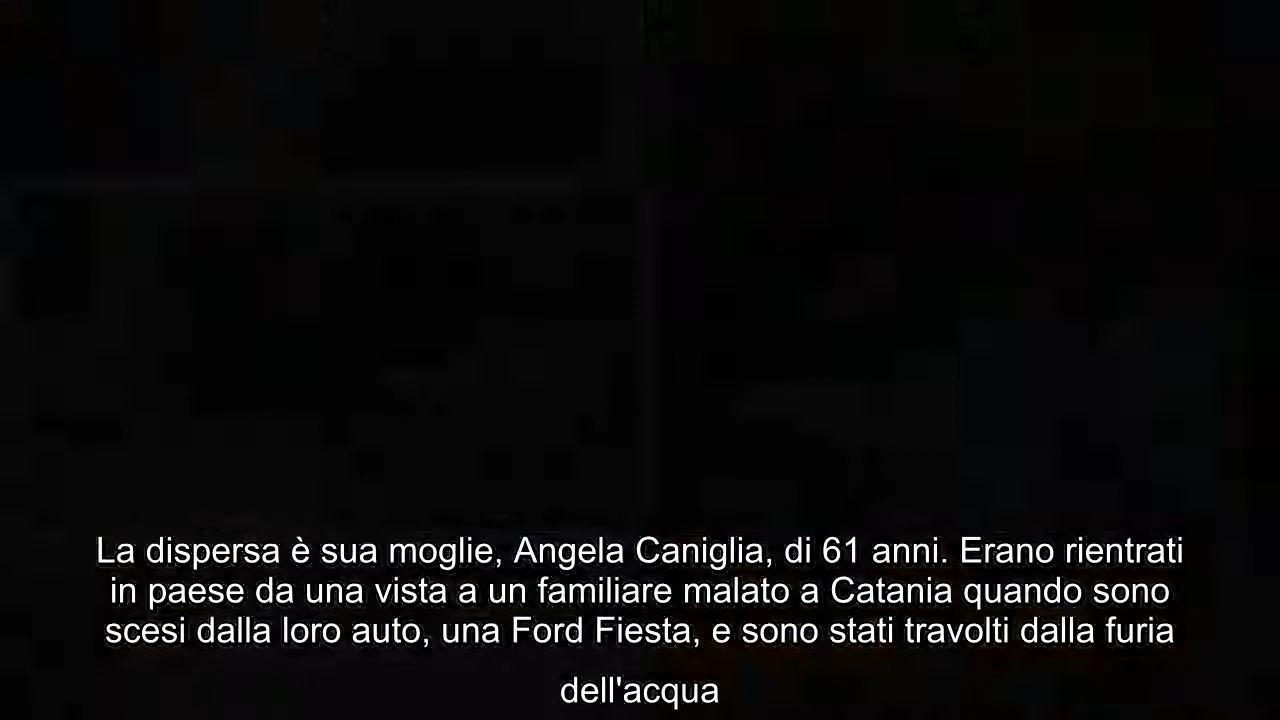 La dispersa è sua moglie, Angela Caniglia, di 61 anni. Erano rientrati
in paese da una vista a un familiare malato a Catania quando sono
scesi dalla loro auto, una Ford Fiesta, e sono stati travolti dalla furia
dell'acqua